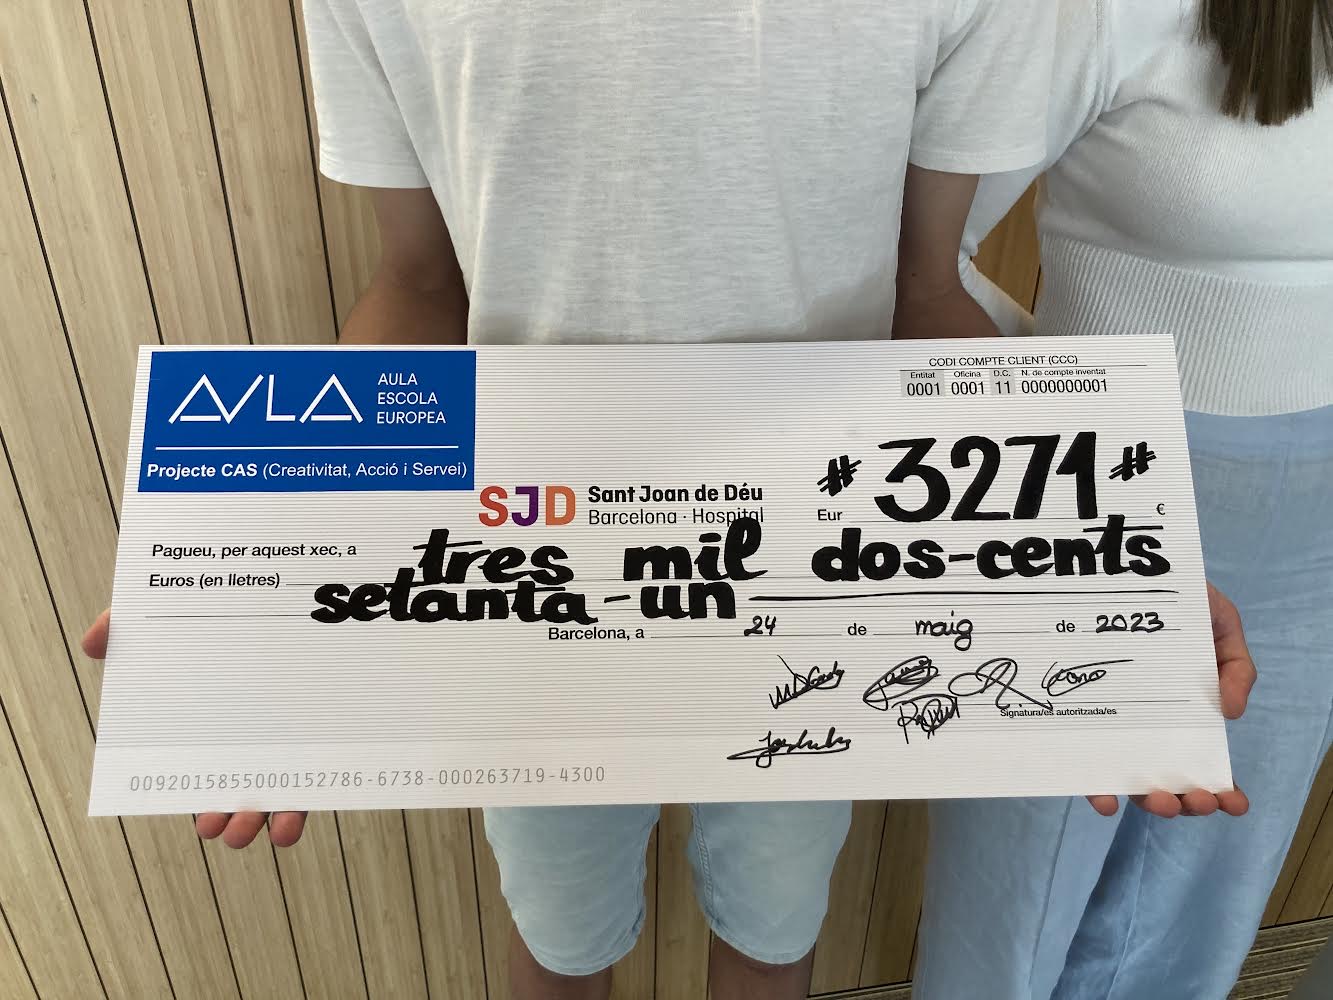 AULA
AULA
ESCOLA
EUROPEA
Projecte CAS (Creativitat, Acció i Servei)
CODI COMPTE CLIENT (CCC)
Entitat Oficina D.C. N. de compte inventat
0001 0001 11 0000000001
SJD Sant Joan de Déu
Barcelona · Hospital
Eur # 3271 # €
Pagueu, per aquest xec, a
Euros (en lletres) tres mil dos-cents
setanta-un
Barcelona, a 24 de maig de 2023
Signatura/es autoritzada/es
0092015855000152786-6738-000263719-4300